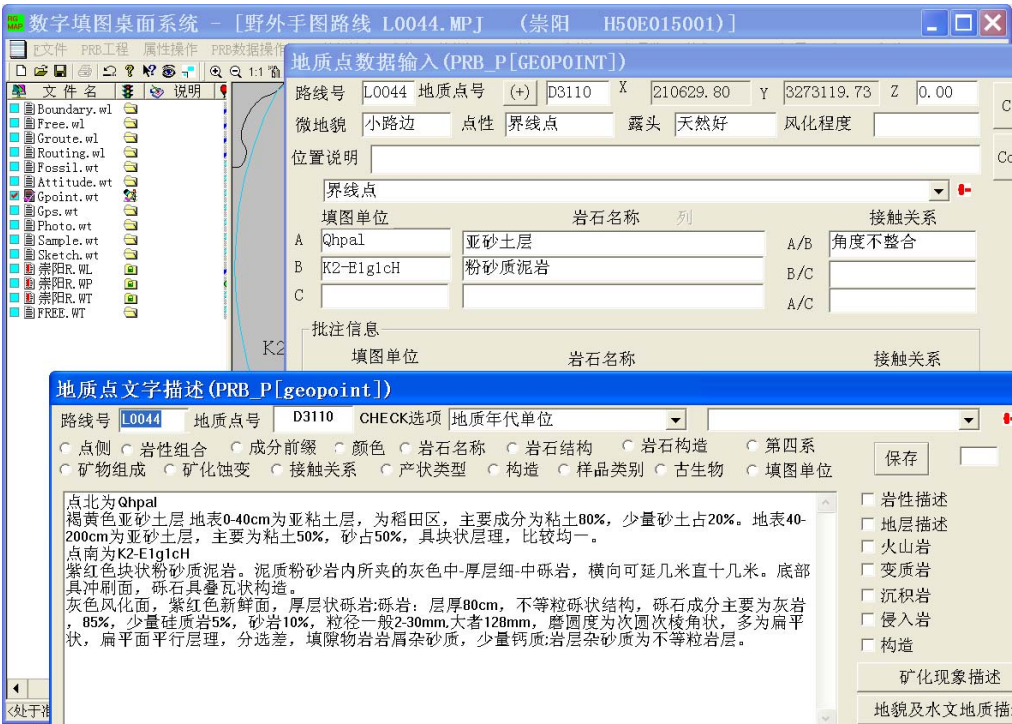 数字填图桌面系统 - [野外手图路线 L0044.MPJ (崇阳 H50E015001)]
E文件 PRB工程 属性操作 PRB数据操作
1:1
文件名 说明
Boundary.wl
Free.wl
Groute.wl
Routing.wl
Fossil.wt
Attitude.wt
Gpoint.wt
Gps.wt
Photo.wt
Sample.wt
Sketch.wt
崇阳R.WL
崇阳R.WP
崇阳R.WT
FREE.WT
K2
地质点数据输入(PRB_P[GEOPOINT])
路线号 L0044 地质点号 (+) D3110 X 210629.80 Y 3273119.73 Z 0.00
微地貌 小路边 点性 界线点 露头 天然好 风化程度
位置说明
界线点
填图单位 岩石名称 列 接触关系
A Qhpal 亚砂土层 A/B 角度不整合
B K2-E1g1cH 粉砂质泥岩 B/C
C A/C
批注信息
填图单位 岩石名称 接触关系
地质点文字描述(PRB_P[geopoint])
路线号 L0044 地质点号 D3110 CHECK选项 地质年代单位
点侧 岩性组合 成分前缀 颜色 岩石名称 岩石结构 岩石构造 第四系
矿物组成 矿化蚀变 接触关系 产状类型 构造 样品类别 古生物 填图单位
保存
点北为Qhpal
褐黄色亚砂土层 地表0-40cm为亚粘土层，为稻田区，主要成分为粘土80%，少量砂土占20%。地表40-
200cm为亚砂土层，主要为粘土50%，砂占50%，具块状层理，比较均一。
点南为K2-E1g1cH
紫红色块状粉砂质泥岩。泥质粉砂岩内所夹的灰色中-厚层细-中砾岩，横向可延几米直十几米。底部
具冲刷面，砾石具叠瓦状构造。
灰色风化面，紫红色新鲜面，厚层状砾岩;砾岩：层厚80cm，不等粒砾状结构，砾石成分主要为灰岩
，85%，少量硅质岩5%，砂岩10%，粒径一般2-30mm,大者128mm，磨圆度为次圆次棱角状，多为扁平
状，扁平面平行层理，分选差，填隙物岩岩屑杂砂质，少量钙质;岩层杂砂质为不等粒岩层。
岩性描述
地层描述
火山岩
变质岩
沉积岩
侵入岩
构造
矿化现象描述
地貌及水文地质描